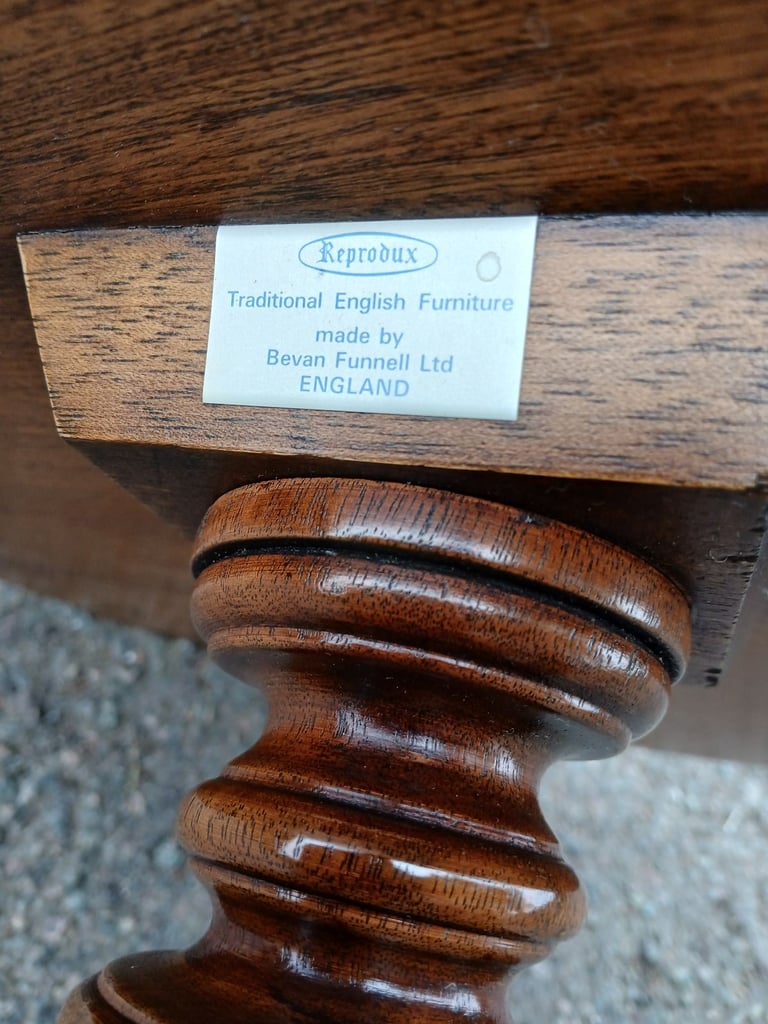 Reprodux
Traditional English Furniture
made by
Bevan Funnell Ltd
ENGLAND